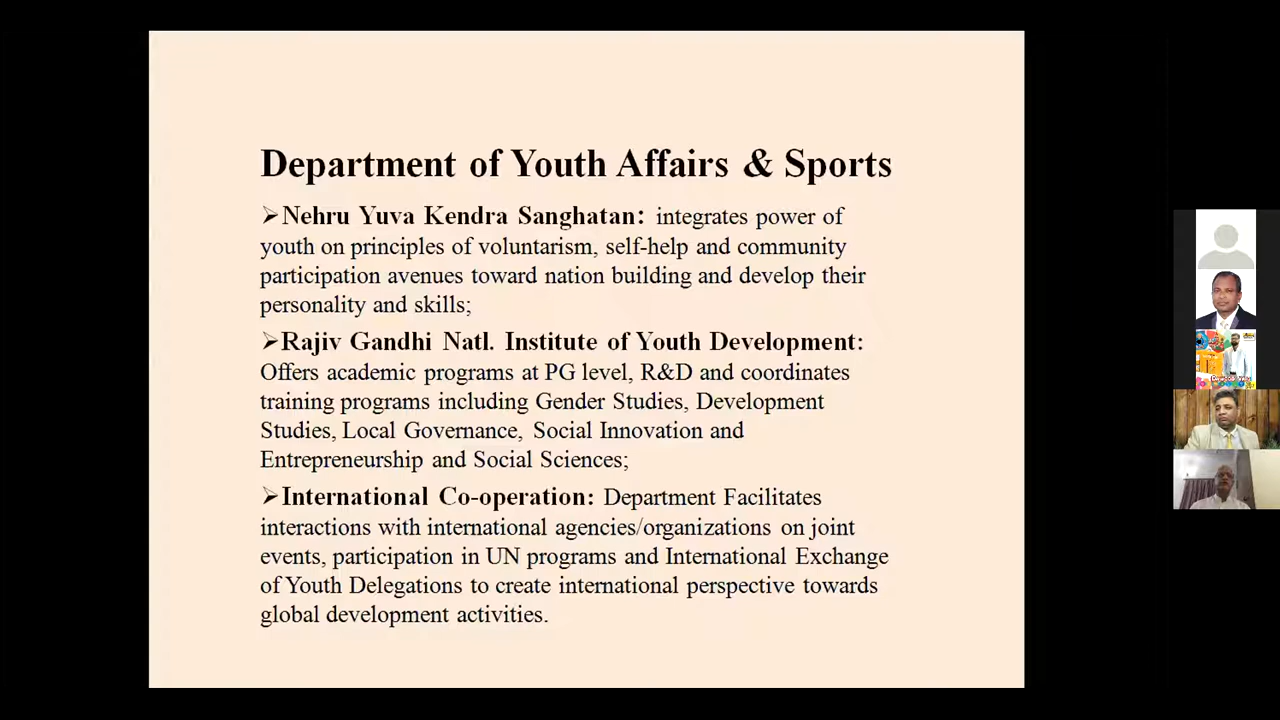 Department of Youth Affairs & Sports
➢Nehru Yuva Kendra Sanghatan: integrates power of
youth on principles of voluntarism, self-help and community
participation avenues toward nation building and develop their
personality and skills;
➢Rajiv Gandhi Natl. Institute of Youth Development:
Offers academic programs at PG level, R&D and coordinates
training programs including Gender Studies, Development
Studies, Local Governance, Social Innovation and
Entrepreneurship and Social Sciences;
➢International Co-operation: Department Facilitates
interactions with international agencies/organizations on joint
events, participation in UN programs and International Exchange
of Youth Delegations to create international perspective towards
global development activities.